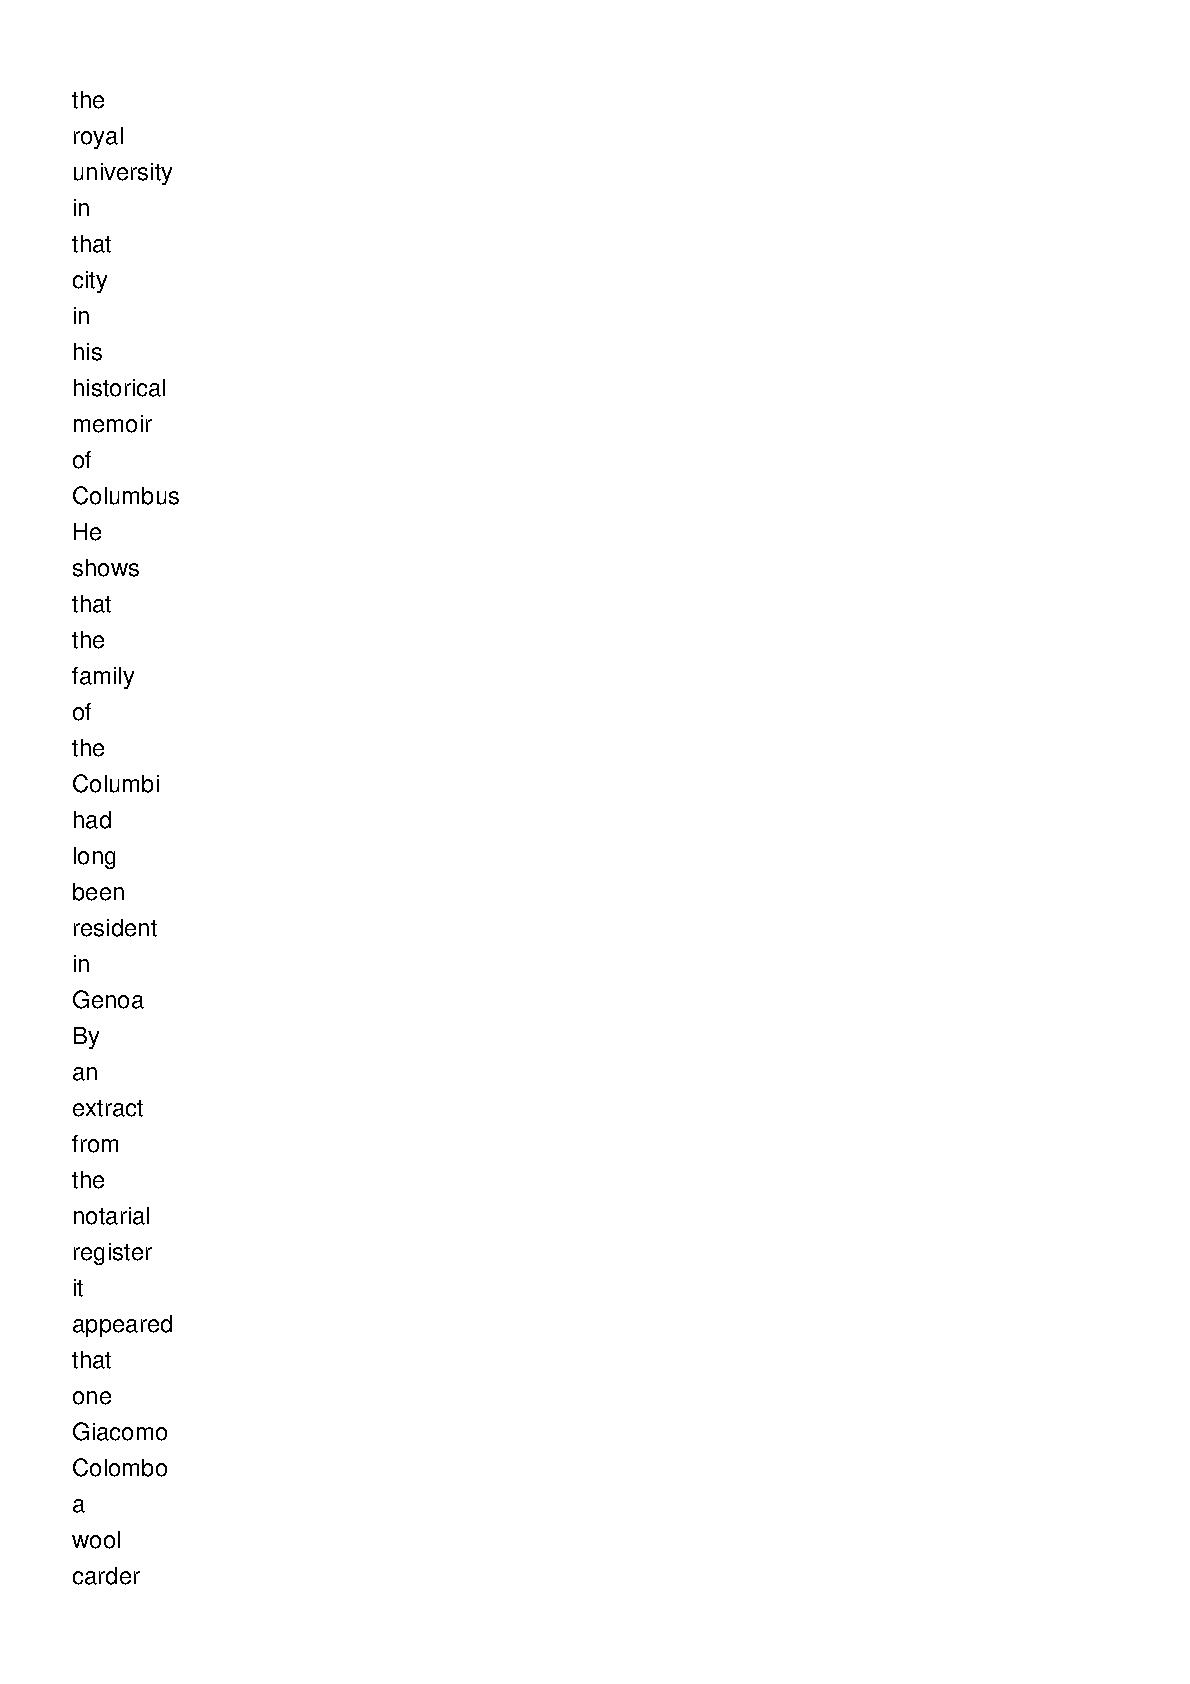 the
royal
university
in
that
city
in
his
historical
memoir
of
Columbus
He
shows
that
the
family
of
the
Columbi
had
long
been
resident
in
Genoa
By
an
extract
from
the
notarial
register
it
appeared
that
one
Giacomo
Colombo
a
wool
carder